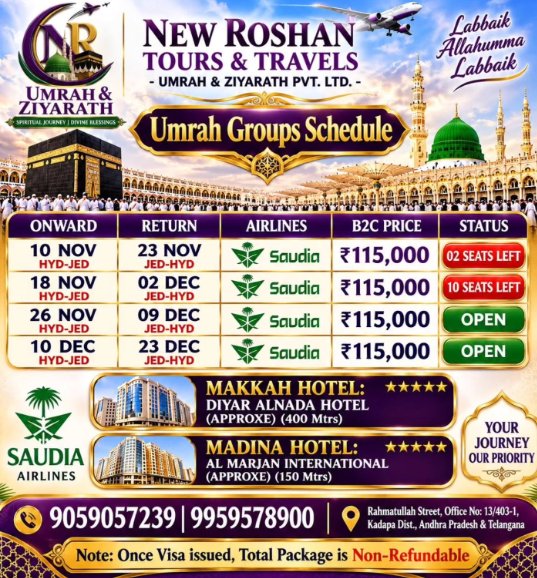 NR
UMRAH &
ZIYARATH
SPIRITUAL JOURNEY | DIVINE BLESSINGS
NEW ROSHAN
TOURS & TRAVELS
- UMRAH & ZIYARATH PVT. LTD. -
Labbaik
Allahumma
Labbaik
Umrah Groups Schedule
ONWARD RETURN AIRLINES B2C PRICE STATUS
10 NOV 23 NOV Saudia ₹115,000 02 SEATS LEFT
HYD-JED JED-HYD
18 NOV 02 DEC Saudia ₹115,000 10 SEATS LEFT
HYD-JED JED-HYD
26 NOV 09 DEC Saudia ₹115,000 OPEN
HYD-JED JED-HYD
10 DEC 23 DEC Saudia ₹115,000 OPEN
HYD-JED JED-HYD
SAUDIA
AIRLINES
MAKKAH HOTEL: ★★★★★
DIYAR ALNADA HOTEL
(APPROXE) (400 Mtrs)
MADINA HOTEL: ★★★★★
AL MARJAN INTERNATIONAL
(APPROXE) (150 Mtrs)
YOUR
JOURNEY
OUR PRIORITY
9059057239 | 9959578900
Rahmatullah Street, Office No: 13/403-1,
Kadapa Dist., Andhra Pradesh & Telangana
Note: Once Visa issued, Total Package is Non-Refundable